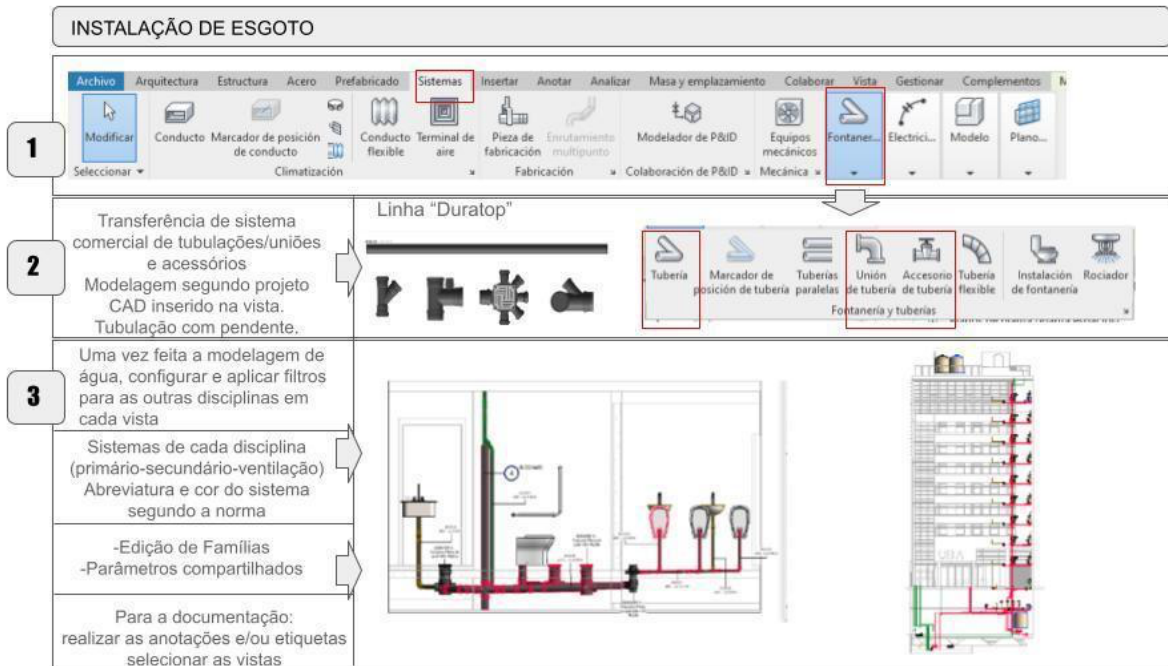 INSTALAÇÃO DE ESGOTO
1
Archivo Arquitectura Estructura Acero Prefabricado Sistemas Insertar Anotar Analizar Masa y emplazamiento Colaborar Vista Gestionar Complementos M
Modificar
Conducto
Marcador de posición
de conducto
Conducto
flexible
Terminal de
aire
Pieza de
fabricación
Enrutamiento
multipunto
Modelador de P&ID
Equipos
mecánicos
Fontaner...
Electrici...
Modelo
Plano...
Seleccionar Climatización Fabricación Colaboración de P&ID Mecánica
2
Transferência de sistema
comercial de tubulações/uniões
e acessórios
Modelagem segundo projeto
CAD inserido na vista.
Tubulação com pendente.
Linha “Duratop”
Tubería
Marcador de
posición de tubería
Tuberías
paralelas
Unión
de tubería
Accesorio
de tubería
Tubería
flexible
Instalación
de fontanería
Rociador
Fontanería y tuberías
3
Uma vez feita a modelagem de
água, configurar e aplicar filtros
para as outras disciplinas em
cada vista
Sistemas de cada disciplina
(primário-secundário-ventilação)
Abreviatura e cor do sistema
segundo a norma
-Edição de Famílias
-Parâmetros compartilhados
Para a documentação:
realizar as anotações e/ou etiquetas
selecionar as vistas